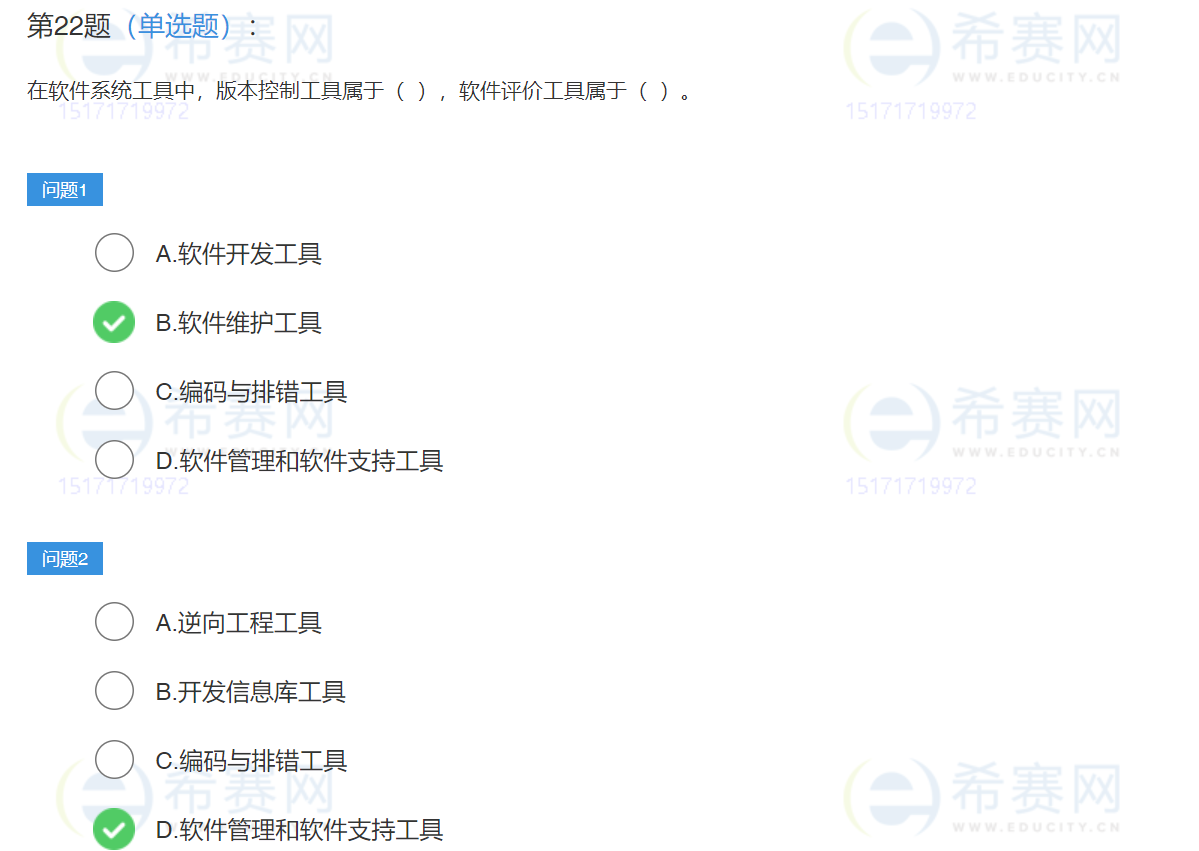 第22题（单选题）：
希赛网
WWW.EDUCITY.CN
希赛网
WWW.EDUCITY.CN
在软件系统工具中，版本控制工具属于（ ），软件评价工具属于（ ）。
15171719972
15171719972
问题1
A.软件开发工具
B.软件维护工具
C.编码与排错工具
希赛网
希赛网
WWW.EDUCITY.CN
D.软件管理和软件支持工具
15171719972
15171719972
问题2
A.逆向工程工具
B.开发信息库工具
C.编码与排错工具
希赛网
希赛网
WWW.EDUCITY.CN
D.软件管理和软件支持工具